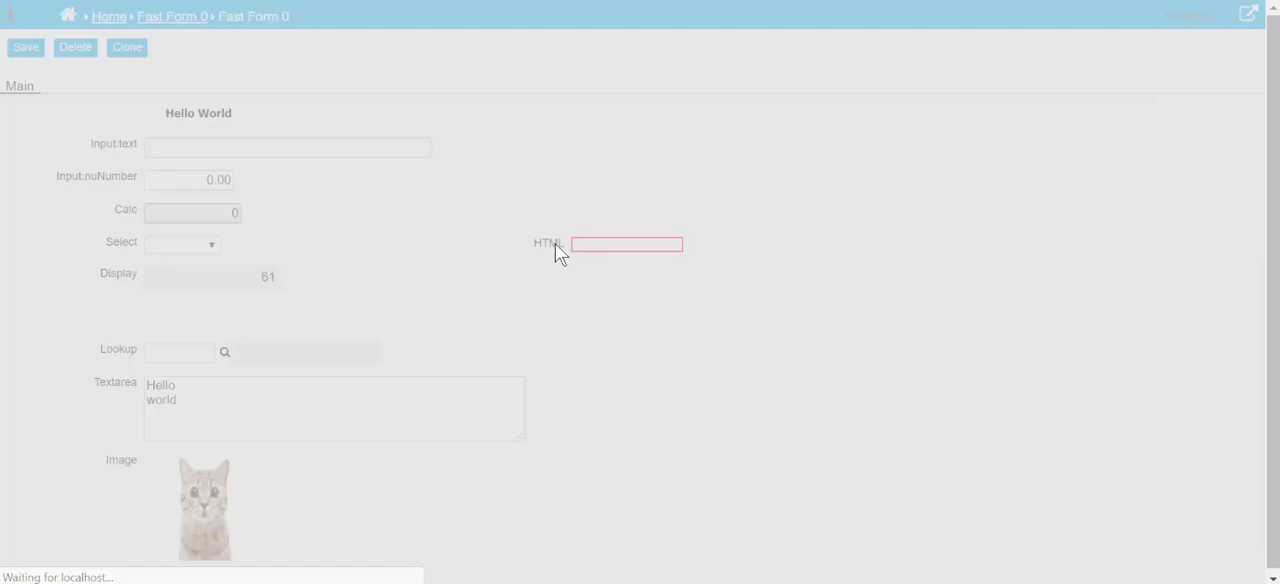 Home Fast Form 0 Fast Form 0
Save Delete Clone
Main
Hello World
Input:text
Input:nuNumber 0.00
Calc 0
Select HTML
Display 61
Lookup
Textarea Hello
world
Image
Waiting for localhost...